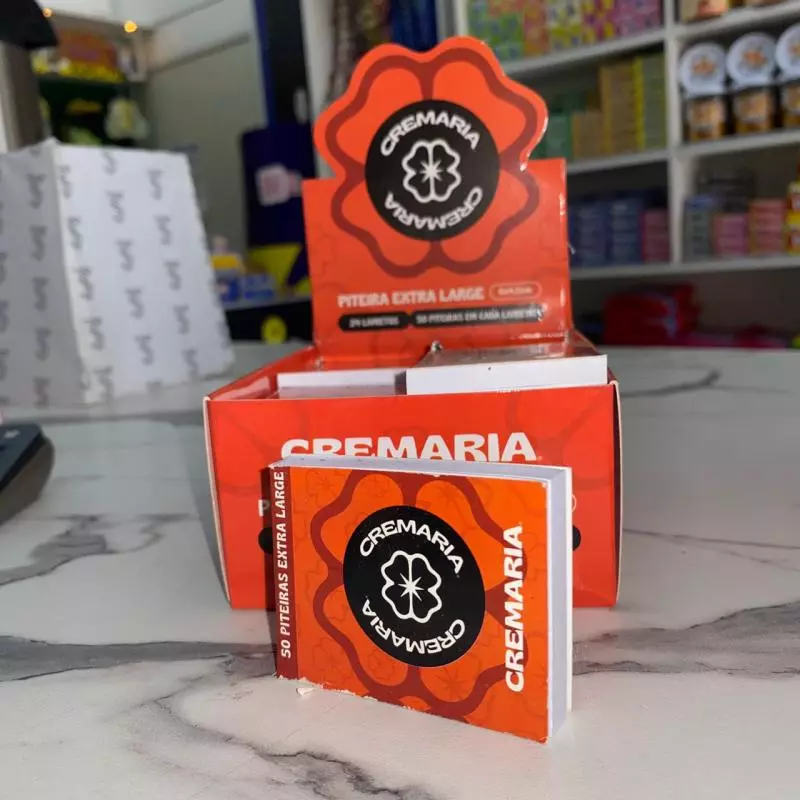 CREMARIA
CREMARIA
PITEIRA EXTRA LARGE
24 LIVRETOS
50 PITEIRAS EM CADA LIVRETO
CREMARIA
50 PITEIRAS EXTRA LARGE
CREMARIA
CREMARIA
CREMARIA